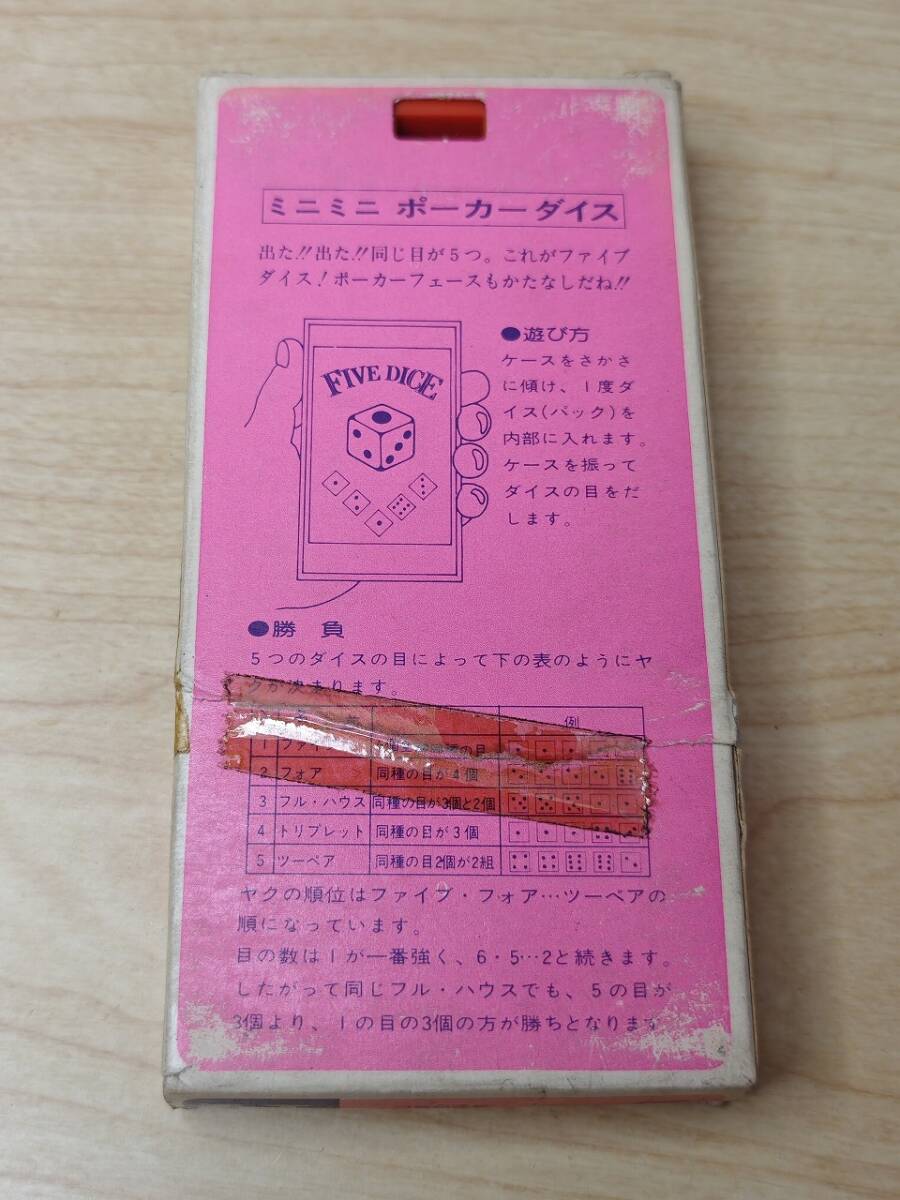 ミニミニ ポーカーダイス
出た!!出た!!同じ目が5つ。これがファイブ
ダイス!ポーカーフェースもかたなしだね!!
FIVE DICE
●遊び方
ケースをさかさ
に傾け、1度ダ
イス(バック)を
内部に入れます。
ケースを振って
ダイスの目をだ
します。
●勝 負
5つのダイスの目によって下の表のようにヤ
クが決まります。
例
1 ファイ の目
2 フォア 同種の目が4個
3 フル・ハウス 同種の目が3個と2個
4 トリプレット 同種の目が3個
5 ツーペア 同種の目2個が2組
ヤクの順位はファイブ・フォア…ツーペアの
順になっています。
目の数は1が一番強く、6・5…2と続きます。
したがって同じフル・ハウスでも、5の目が
3個より、1の目の3個の方が勝ちとなります